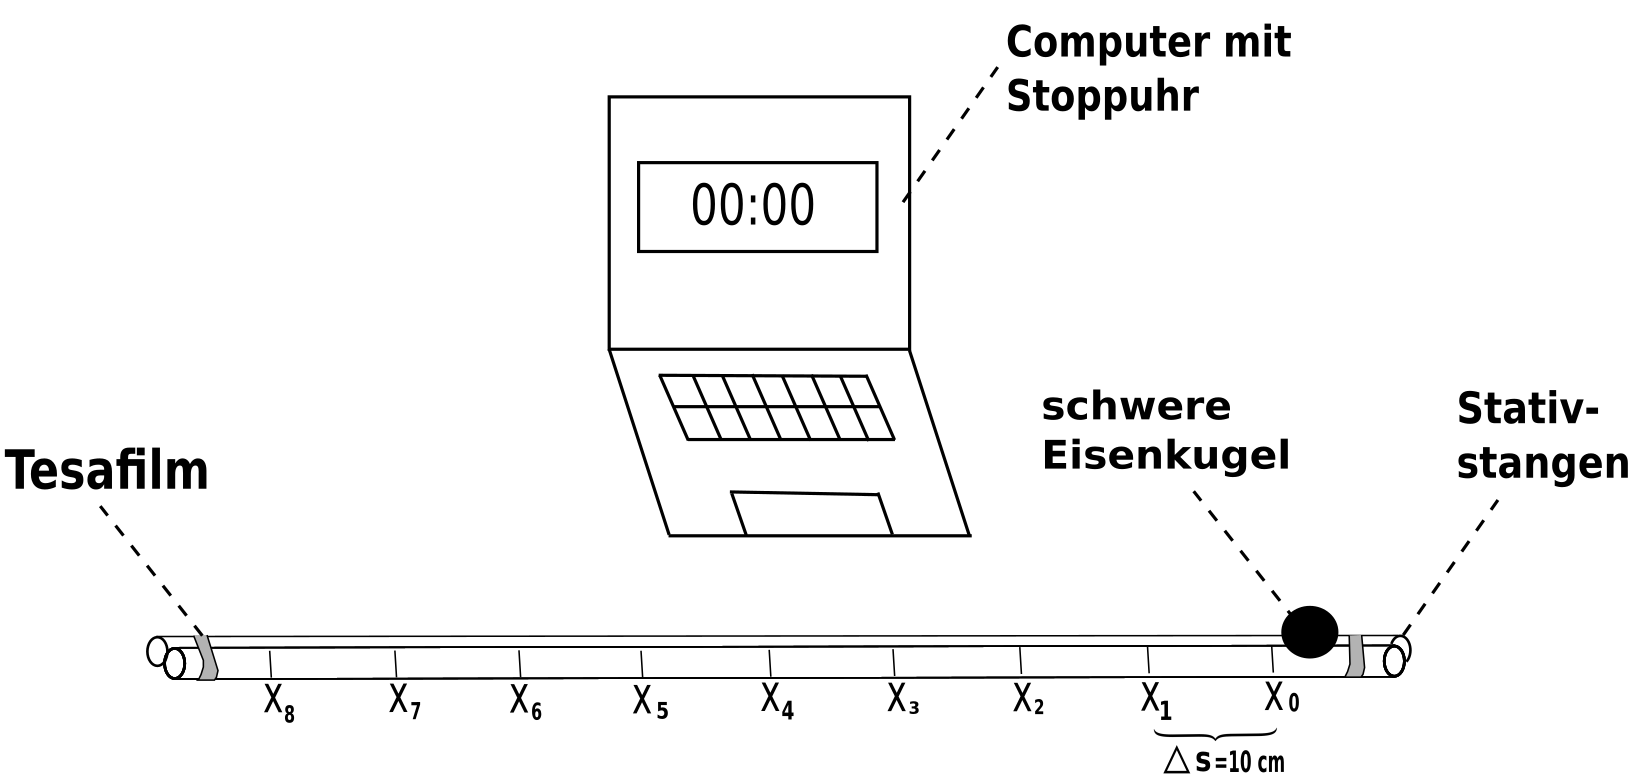 Computer mit
Stoppuhr
00:00
schwere
Eisenkugel
Stativ-
stangen
Tesafilm
X8 X7 X6 X5 X4 X3 X2 X1 X0
△ s=10 cm